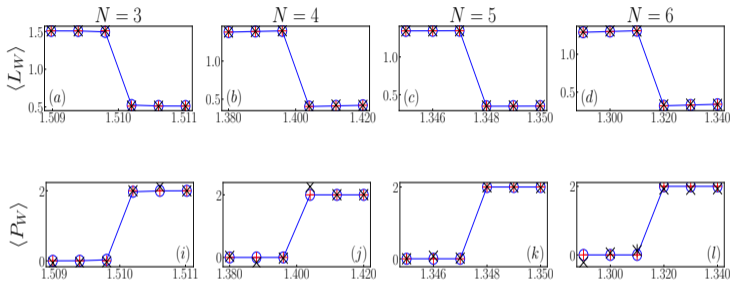 N = 3 N = 4 N = 5 N = 6
⟨L_W⟩ 1.5 1.0 0.5 (a) 1.0 0.5 (b) 1.0 0.5 (c) 1.0 0.5 (d)
1.509 1.510 1.511 1.380 1.400 1.420 1.346 1.348 1.350 1.300 1.320 1.340
⟨P_W⟩ 2 0 (i) 2 0 (j) 2 0 (k) 2 0 (l)
1.509 1.510 1.511 1.380 1.400 1.420 1.346 1.348 1.350 1.300 1.320 1.340